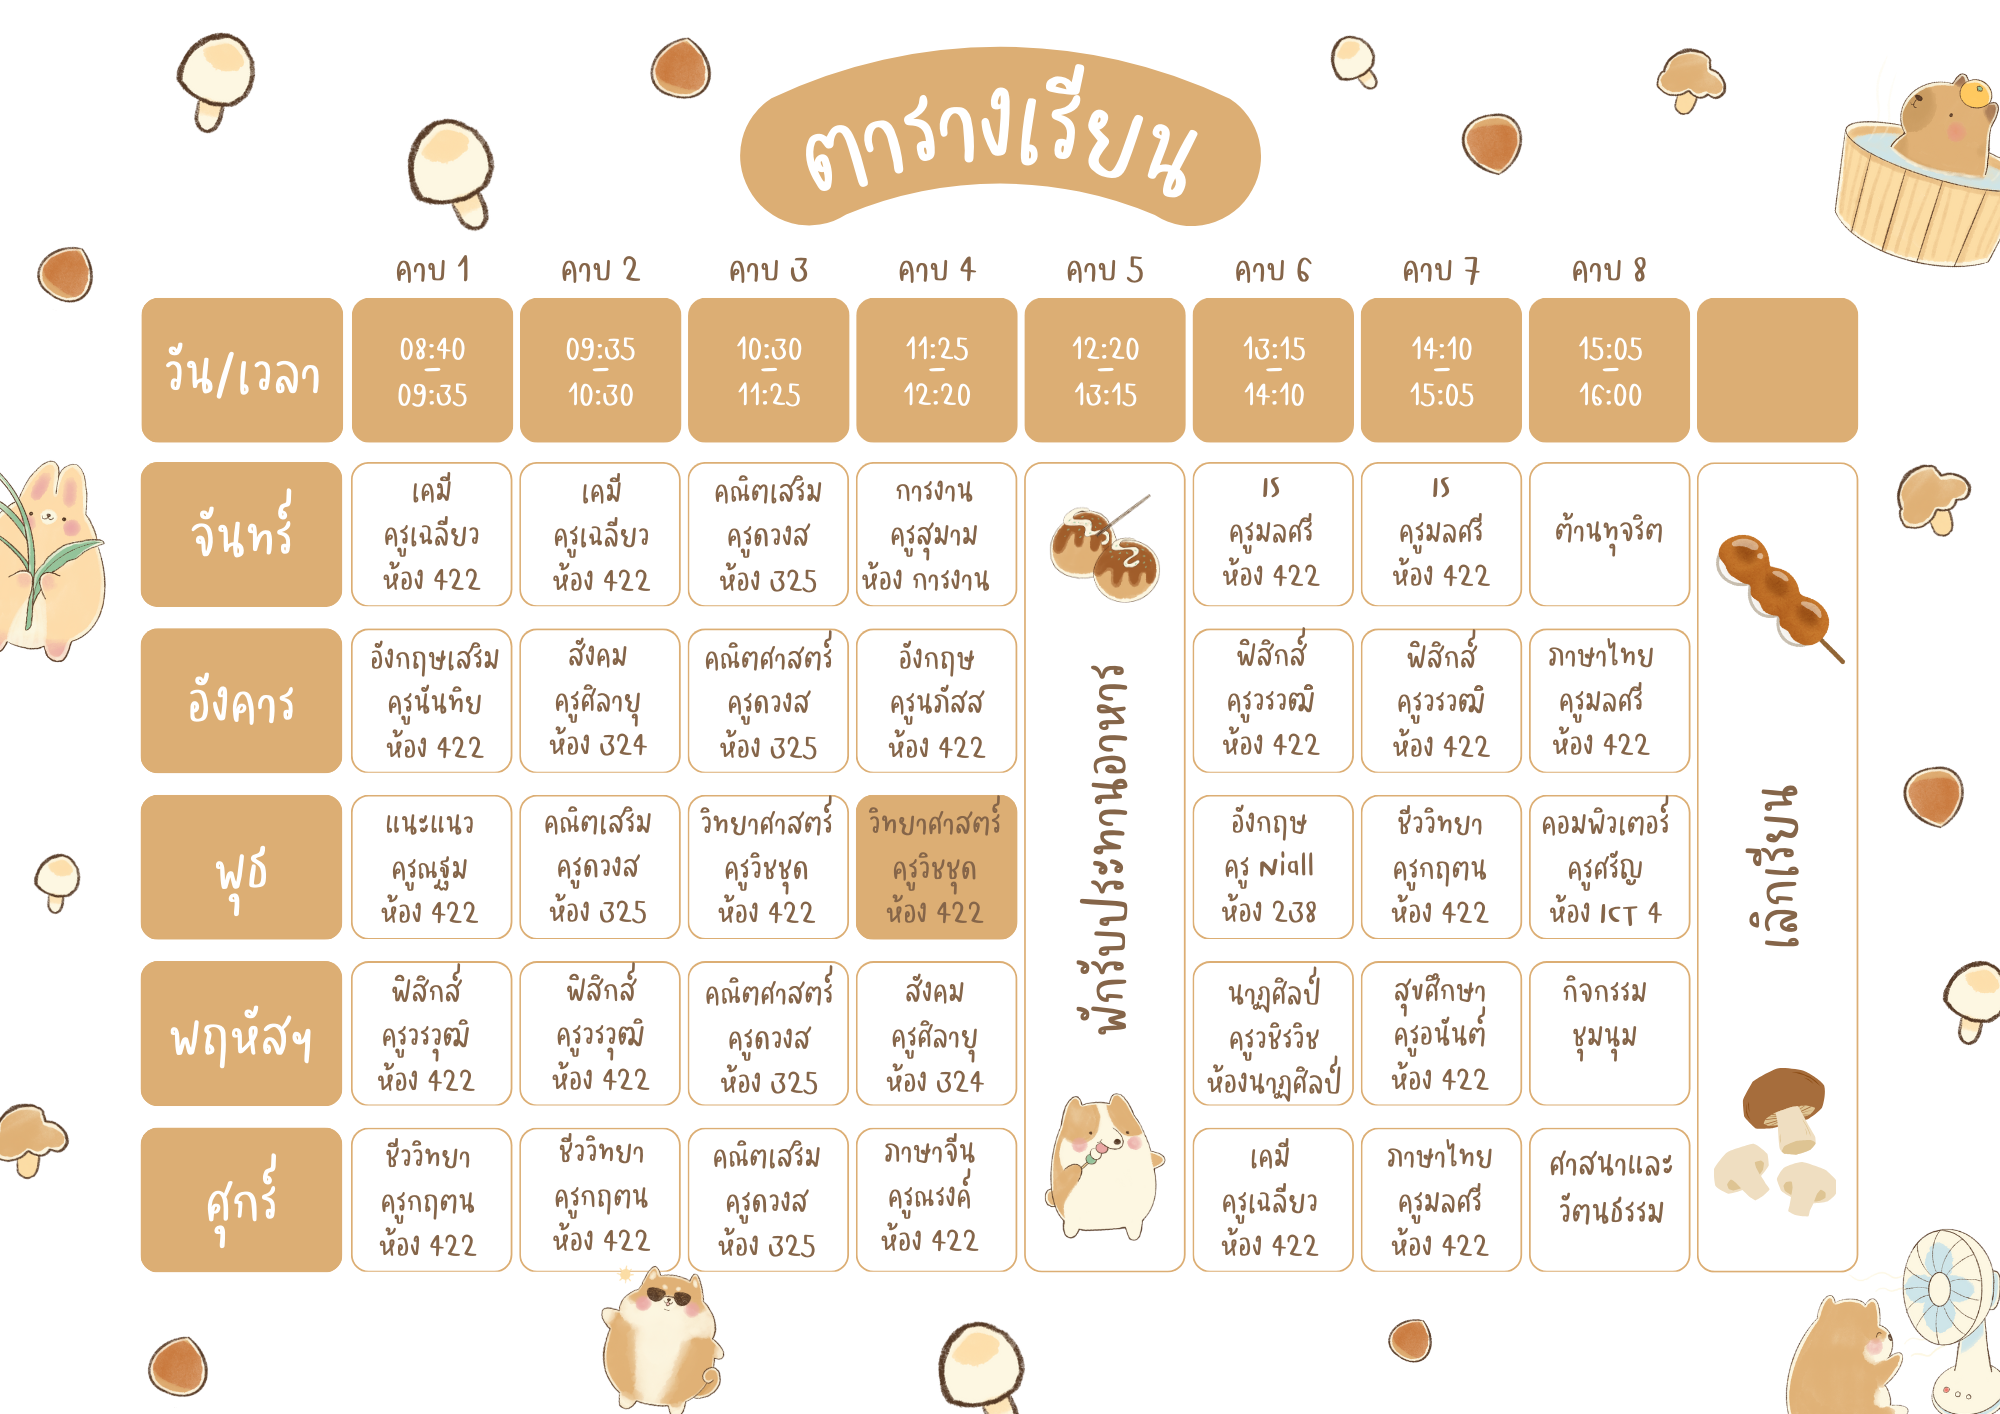 ตารางเรียน
คาบ 1
คาบ 2
คาบ 3
คาบ 4
คาบ 5
คาบ 6
คาบ 7
คาบ 8
วัน/เวลา
08:40
-
09:35
09:35
-
10:30
10:30
-
11:25
11:25
-
12:20
12:20
-
13:15
13:15
-
14:10
14:10
-
15:05
15:05
-
16:00
จันทร์
เคมี
ครูเฉลียว
ห้อง 422
เคมี
ครูเฉลียว
ห้อง 422
คณิตเสริม
ครูดวงส
ห้อง 325
การงาน
ครูสุมาม
ห้อง การงาน
พักรับประทานอาหาร
IS
ครูมลศรี
ห้อง 422
IS
ครูมลศรี
ห้อง 422
ต้านทุจริต
เลิกเรียน
อังคาร
อังกฤษเสริม
ครูนันทิย
ห้อง 422
สังคม
ครูศิลายุ
ห้อง 324
คณิตศาสตร์
ครูดวงส
ห้อง 325
อังกฤษ
ครูนภัสส
ห้อง 422
ฟิสิกส์
ครูวรวุฒิ
ห้อง 422
ฟิสิกส์
ครูวรวุฒิ
ห้อง 422
ภาษาไทย
ครูมลศรี
ห้อง 422
พุธ
แนะแนว
ครูณฐม
ห้อง 422
คณิตเสริม
ครูดวงส
ห้อง 325
วิทยาศาสตร์
ครูวิชชุด
ห้อง 422
วิทยาศาสตร์
ครูวิชชุด
ห้อง 422
อังกฤษ
ครู Niall
ห้อง 238
ชีววิทยา
ครูกฤตน
ห้อง 422
คอมพิวเตอร์
ครูศรัญ
ห้อง ICT 4
พฤหัสฯ
ฟิสิกส์
ครูวรวุฒิ
ห้อง 422
ฟิสิกส์
ครูวรวุฒิ
ห้อง 422
คณิตศาสตร์
ครูดวงส
ห้อง 325
สังคม
ครูศิลายุ
ห้อง 324
นาฏศิลป์
ครูวชิรวิช
ห้องนาฏศิลป์
สุขศึกษา
ครูอนันต์
ห้อง 422
กิจกรรม
ชุมนุม
ศุกร์
ชีววิทยา
ครูกฤตน
ห้อง 422
ชีววิทยา
ครูกฤตน
ห้อง 422
คณิตเสริม
ครูดวงส
ห้อง 325
ภาษาจีน
ครูณรงค์
ห้อง 422
เคมี
ครูเฉลียว
ห้อง 422
ภาษาไทย
ครูมลศรี
ห้อง 422
ศาสนาและ
วัฒนธรรม